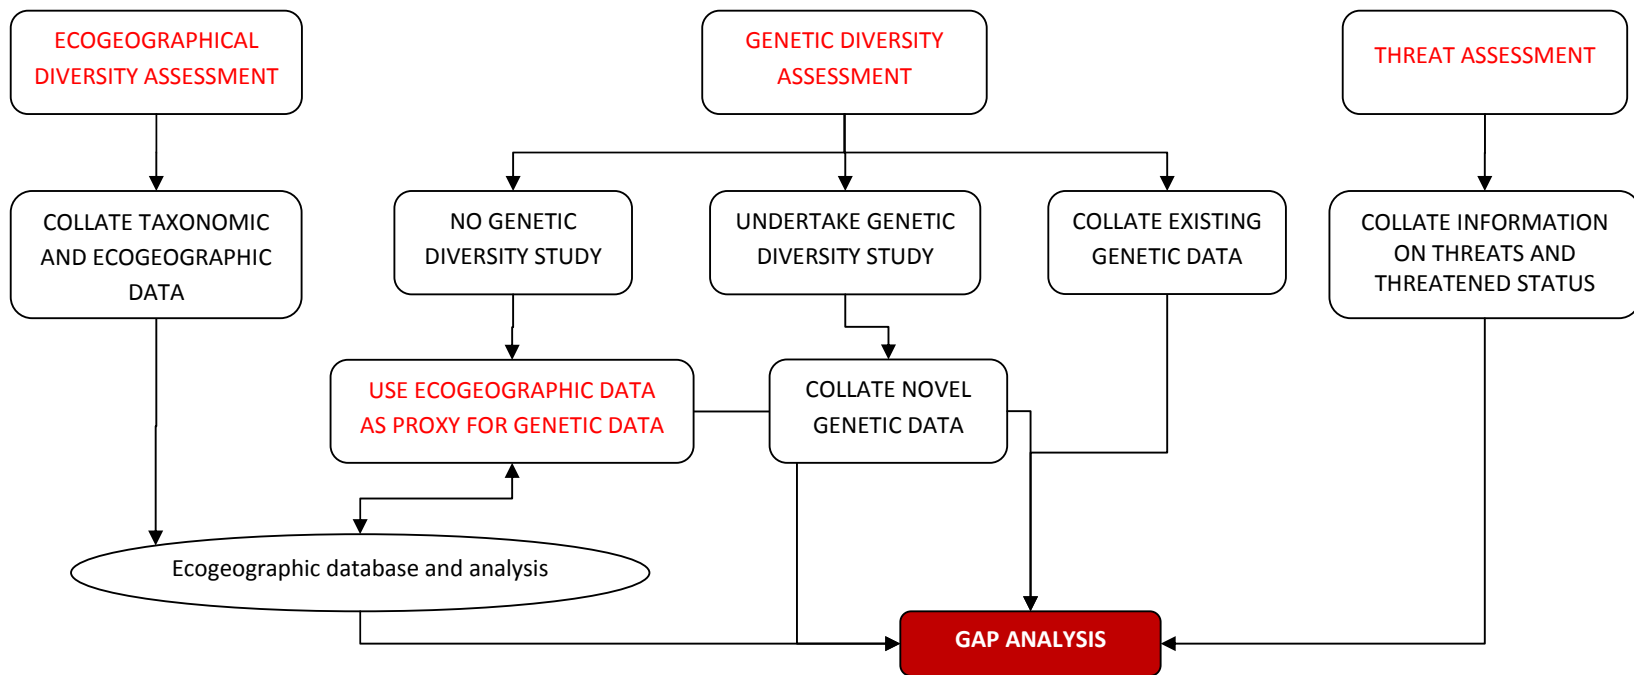 ECOGEOGRAPHICAL
DIVERSITY ASSESSMENT
GENETIC DIVERSITY
ASSESSMENT
THREAT ASSESSMENT
COLLATE TAXONOMIC
AND ECOGEOGRAPHIC
DATA
NO GENETIC
DIVERSITY STUDY
UNDERTAKE GENETIC
DIVERSITY STUDY
COLLATE EXISTING
GENETIC DATA
COLLATE INFORMATION
ON THREATS AND
THREATENED STATUS
USE ECOGEOGRAPHIC DATA
AS PROXY FOR GENETIC DATA
COLLATE NOVEL
GENETIC DATA
Ecogeographic database and analysis
GAP ANALYSIS